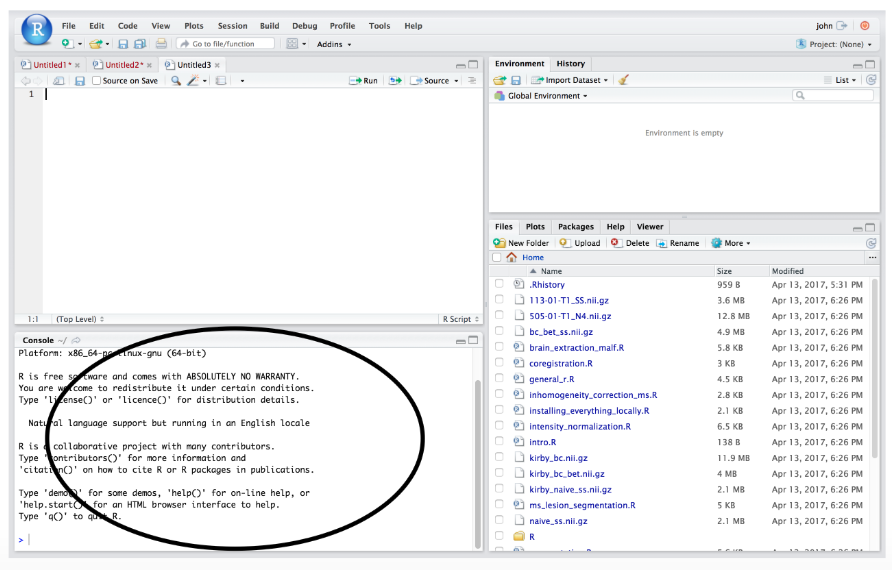 R File Edit Code View Plots Session Build Debug Profile Tools Help john
Go to file/function Addins Project: (None)
Untitled1* Untitled2* Untitled3
Source on Save Run Source
1
1:1 (Top Level) R Script
Console ~/
Platform: x86_64-pc-linux-gnu (64-bit)
R is free software and comes with ABSOLUTELY NO WARRANTY.
You are welcome to redistribute it under certain conditions.
Type 'license()' or 'licence()' for distribution details.
Natural language support but running in an English locale
R is a collaborative project with many contributors.
Type 'contributors()' for more information and
'citation()' on how to cite R or R packages in publications.
Type 'demo()' for some demos, 'help()' for on-line help, or
'help.start()' for an HTML browser interface to help.
Type 'q()' to quit R.
>
Environment History
Import Dataset List
Global Environment
Environment is empty
Files Plots Packages Help Viewer
New Folder Upload Delete Rename More
Home ...
Name Size Modified
.Rhistory 959 B Apr 13, 2017, 5:31 PM
113-01-T1_SS.nii.gz 3.6 MB Apr 13, 2017, 6:26 PM
505-01-T1_N4.nii.gz 12.8 MB Apr 13, 2017, 6:26 PM
bc_bet_ss.nii.gz 4.9 MB Apr 13, 2017, 6:26 PM
brain_extraction_malf.R 5.8 KB Apr 13, 2017, 6:26 PM
coregistration.R 3 KB Apr 13, 2017, 6:26 PM
general_r.R 4.5 KB Apr 13, 2017, 6:26 PM
inhomogeneity_correction_ms.R 2.8 KB Apr 13, 2017, 6:26 PM
installing_everything_locally.R 2.1 KB Apr 13, 2017, 6:26 PM
intensity_normalization.R 6.5 KB Apr 13, 2017, 6:26 PM
intro.R 138 B Apr 13, 2017, 6:26 PM
kirby_bc.nii.gz 11.9 MB Apr 13, 2017, 6:26 PM
kirby_bc_bet.nii.gz 4 MB Apr 13, 2017, 6:26 PM
kirby_naive_ss.nii.gz 2.1 MB Apr 13, 2017, 6:26 PM
ms_lesion_segmentation.R 5 KB Apr 13, 2017, 6:26 PM
naive_ss.nii.gz 2.1 MB Apr 13, 2017, 6:26 PM
R